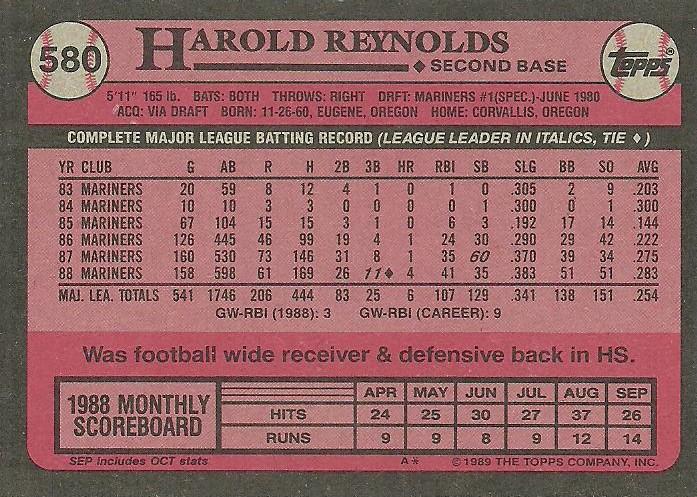 580
HAROLD REYNOLDS
◆ SECOND BASE
Topps®
5'11" 165 lb. BATS: BOTH THROWS: RIGHT DRFT: MARINERS #1(SPEC.)-JUNE 1980
ACQ: VIA DRAFT BORN: 11-26-60, EUGENE, OREGON HOME: CORVALLIS, OREGON
COMPLETE MAJOR LEAGUE BATTING RECORD (LEAGUE LEADER IN ITALICS, TIE ◆)
YR CLUB G AB R H 2B 3B HR RBI SB SLG BB SO AVG
83 MARINERS 20 59 8 12 4 1 0 1 0 .305 2 9 .203
84 MARINERS 10 10 3 3 0 0 0 0 1 .300 0 1 .300
85 MARINERS 67 104 15 15 3 1 0 6 3 .192 17 14 .144
86 MARINERS 126 445 46 99 19 4 1 24 30 .290 29 42 .222
87 MARINERS 160 530 73 146 31 8 1 35 60 .370 39 34 .275
88 MARINERS 158 598 61 169 26 11◆ 4 41 35 .383 51 51 .283
MAJ. LEA. TOTALS 541 1746 206 444 83 25 6 107 129 .341 138 151 .254
GW-RBI (1988): 3 GW-RBI (CAREER): 9
Was football wide receiver & defensive back in HS.
1988 MONTHLY SCOREBOARD
APR MAY JUN JUL AUG SEP
HITS 24 25 30 27 37 26
RUNS 9 9 8 9 12 14
SEP includes OCT stats A* ©1989 THE TOPPS COMPANY, INC.